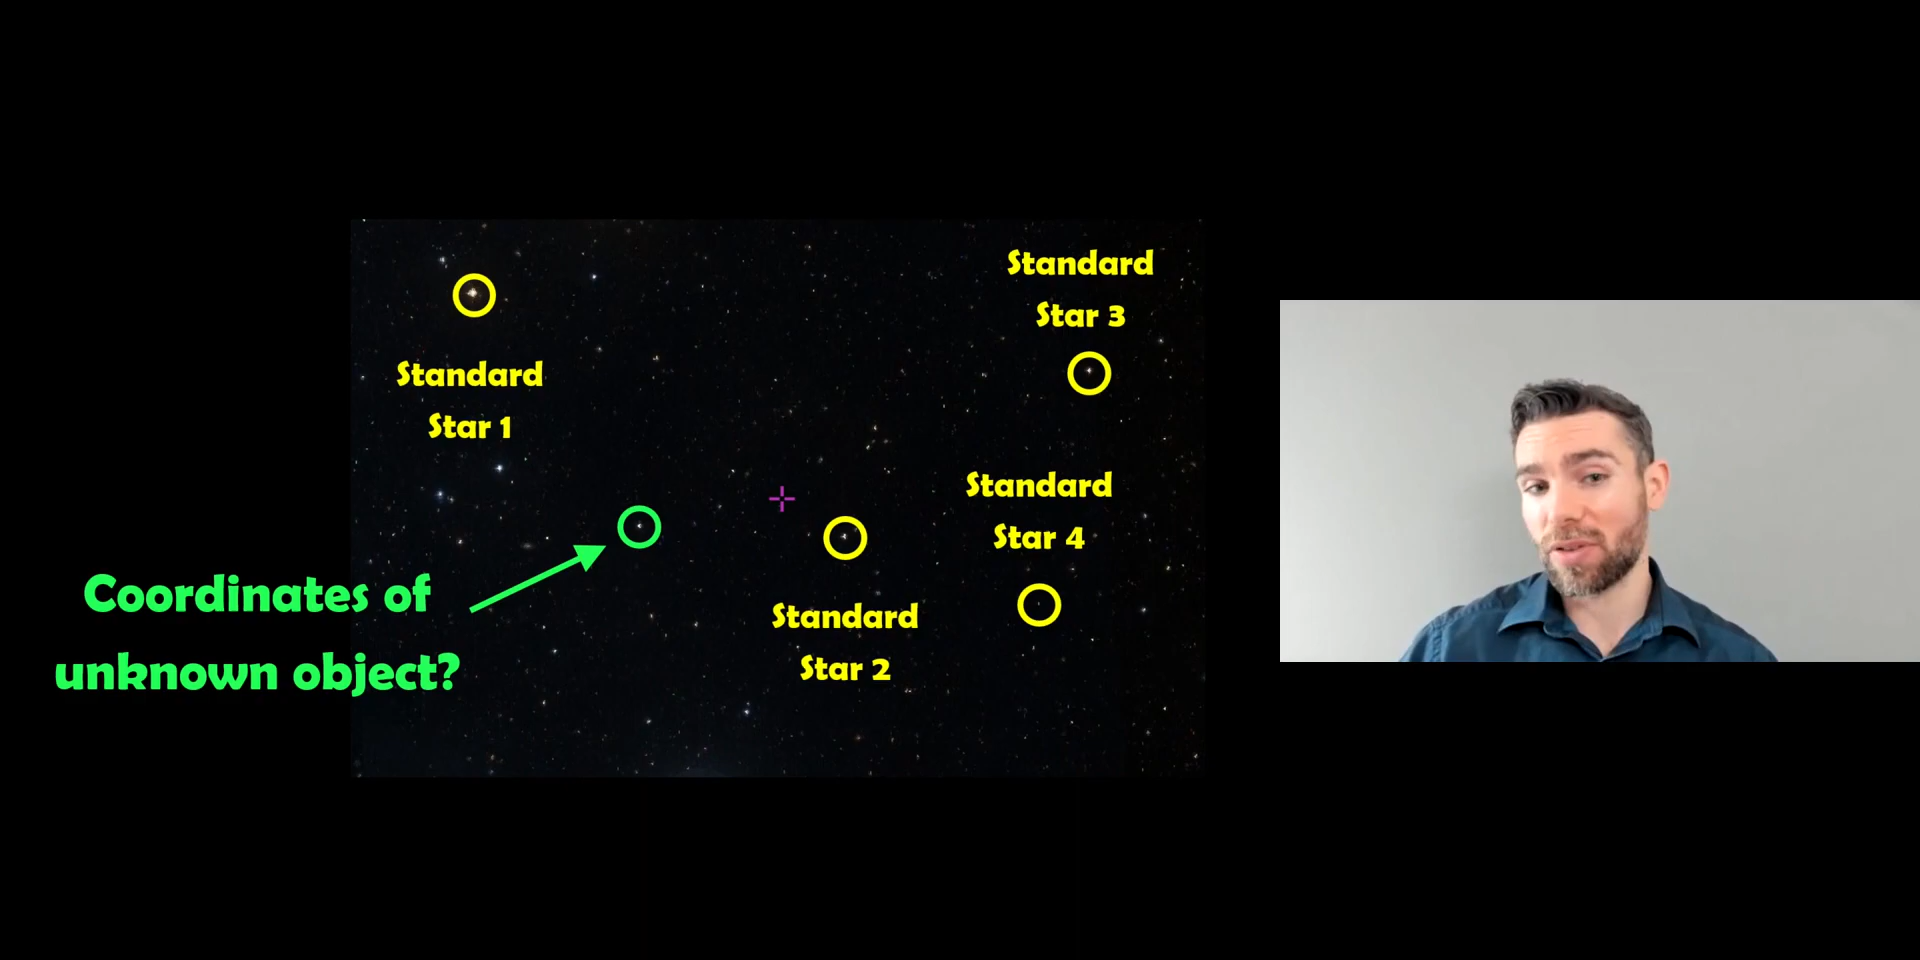 Standard
Star 3
Standard
Star 1
Standard
Star 4
Coordinates of
unknown object?
Standard
Star 2